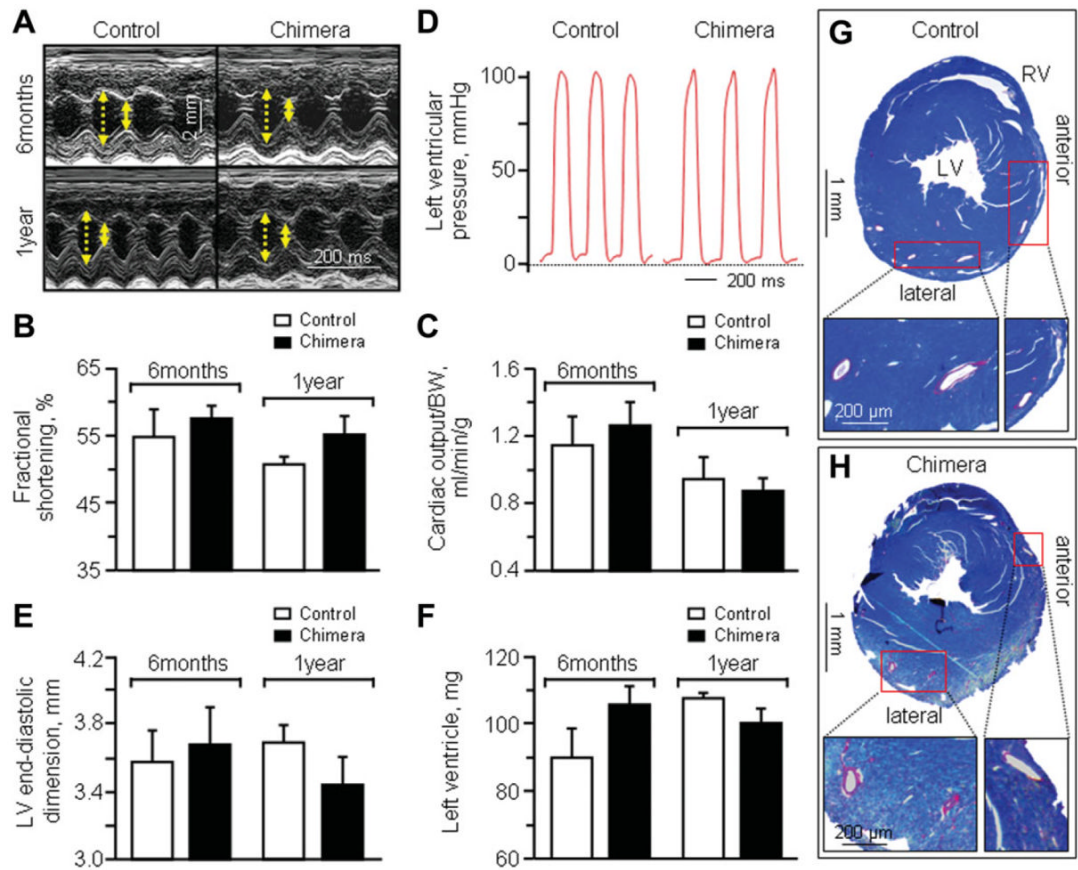 A
Control
Chimera
6months
2 mm
1year
200 ms
B
Control
Chimera
Fractional
shortening, %
65
55
45
35
6months
1year
C
Control
Chimera
Cardiac output/BW,
ml/min/g
1.6
1.2
0.8
0.4
6months
1year
D
Control
Chimera
Left ventricular
pressure, mmHg
100
50
0
200 ms
E
Control
Chimera
LV end-diastolic
dimension, mm
4.2
3.8
3.4
3.0
6months
1year
F
Control
Chimera
Left ventricle, mg
120
110
100
90
80
60
6months
1year
G
Control
RV
LV
anterior
1 mm
lateral
200 µm
H
Chimera
anterior
1 mm
lateral
200 µm